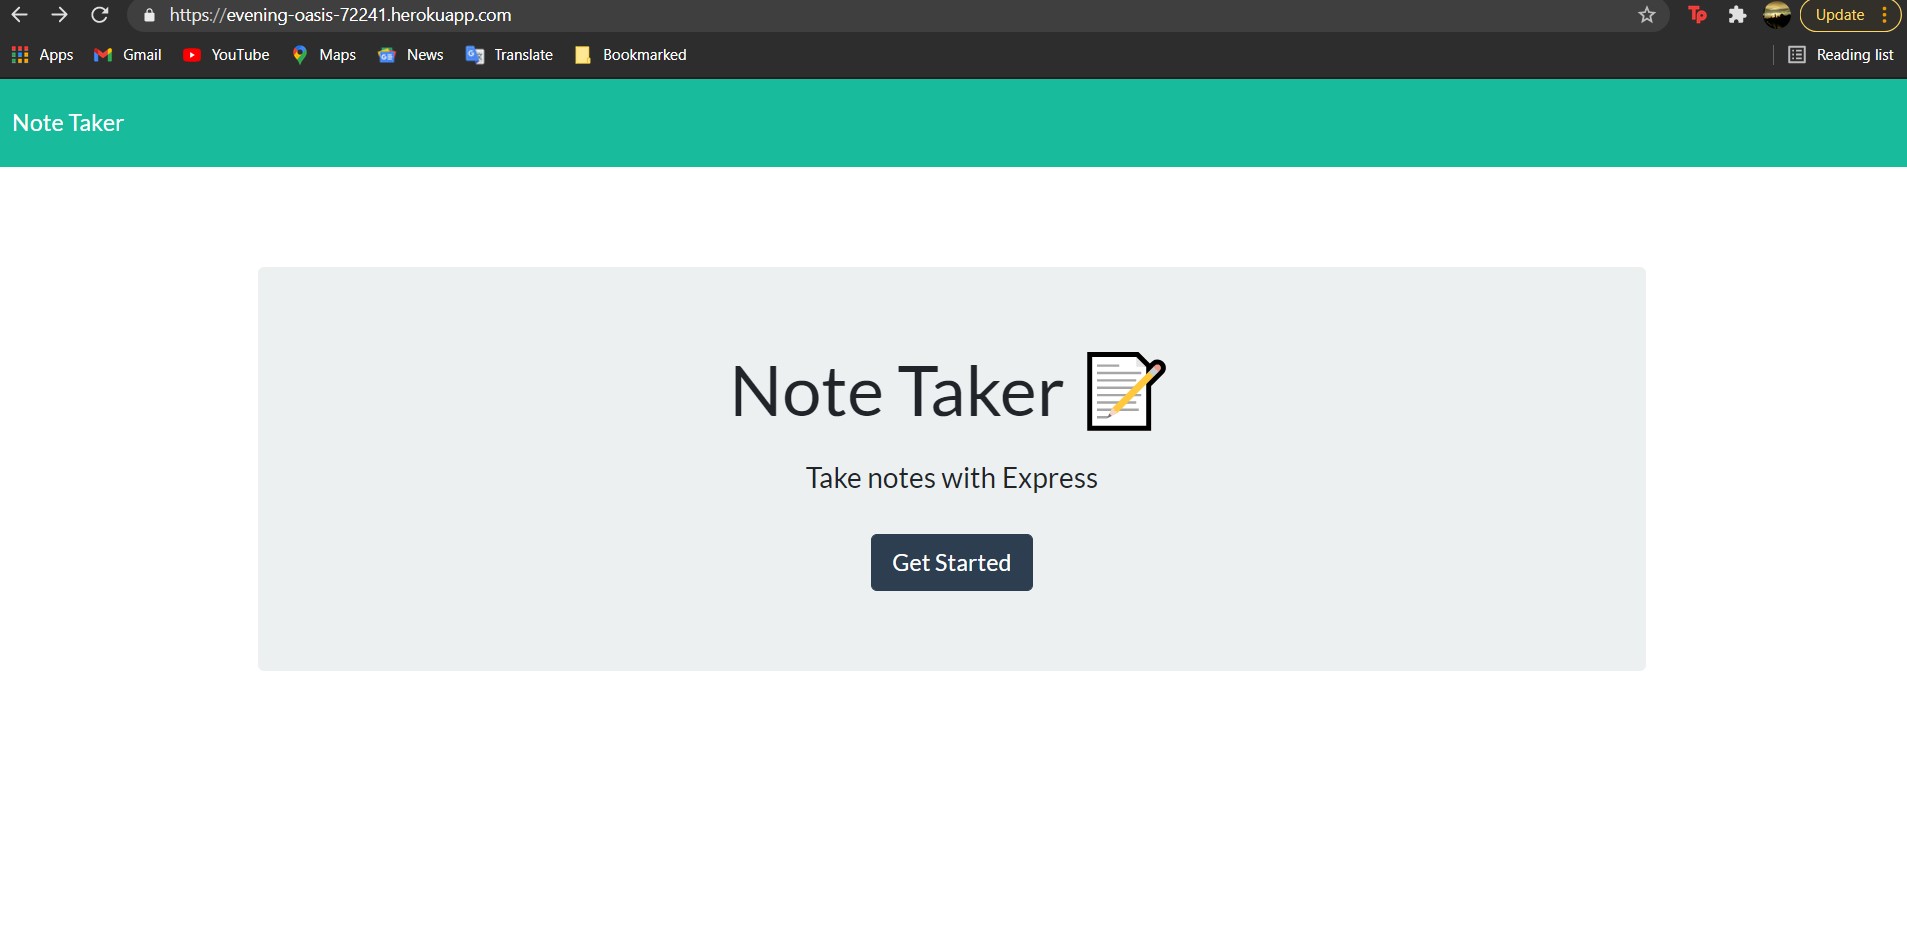 https://evening-oasis-72241.herokuapp.com
Tp
Update
Apps
Gmail
YouTube
Maps
News
Translate
Bookmarked
Reading list
Note Taker
Note Taker
Take notes with Express
Get Started